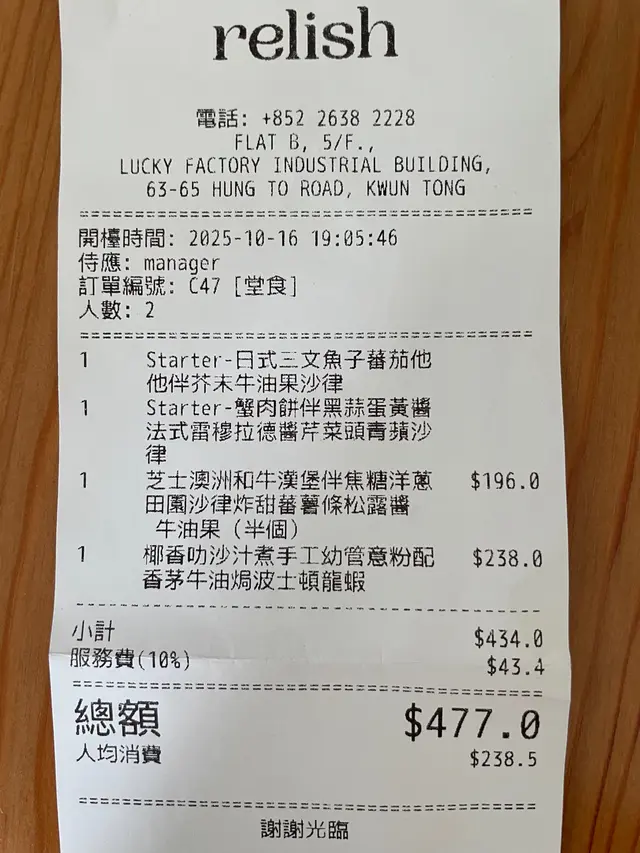 relish
電話: +852 2638 2228
FLAT B, 5/F.,
LUCKY FACTORY INDUSTRIAL BUILDING,
63-65 HUNG TO ROAD, KWUN TONG
開檯時間: 2025-10-16 19:05:46
侍應: manager
訂單編號: C47 [堂食]
人數: 2
1 Starter-日式三文魚子蕃茄他
他伴芥末牛油果沙律
1 Starter-蟹肉餅伴黑蒜蛋黃醬
法式雷穆拉德醬芹菜頭青蘋沙
律
1 芝士澳洲和牛漢堡伴焦糖洋蔥 $196.0
田園沙律炸甜蕃薯條松露醬
牛油果 (半個)
1 椰香叻沙汁煮手工幼管意粉配 $238.0
香茅牛油焗波士頓龍蝦
小計 $434.0
服務費(10%) $43.4
總額 $477.0
人均消費 $238.5
謝謝光臨